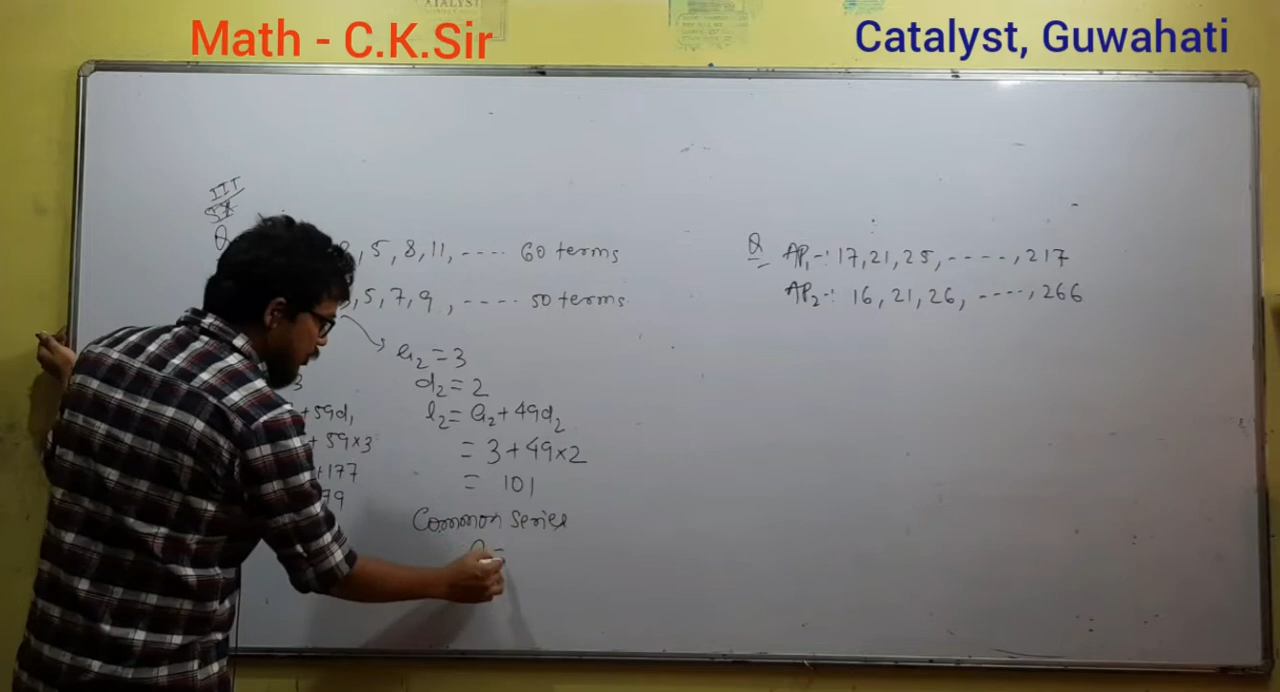 Math - C.K.Sir
Catalyst, Guwahati
III
Q
, 5, 8, 11, ---- 60 terms
, 5, 7, 9, ---- 50 terms
a₂ = 3
3
d₂ = 2
+59d₁
l₂ = a₂ + 49d₂
+ 59×3
= 3 + 49×2
+177
= 101
79
Common Series
a =
Q AP₁ -: 17, 21, 25, -----, 217
AP₂ -: 16, 21, 26, ----, 266